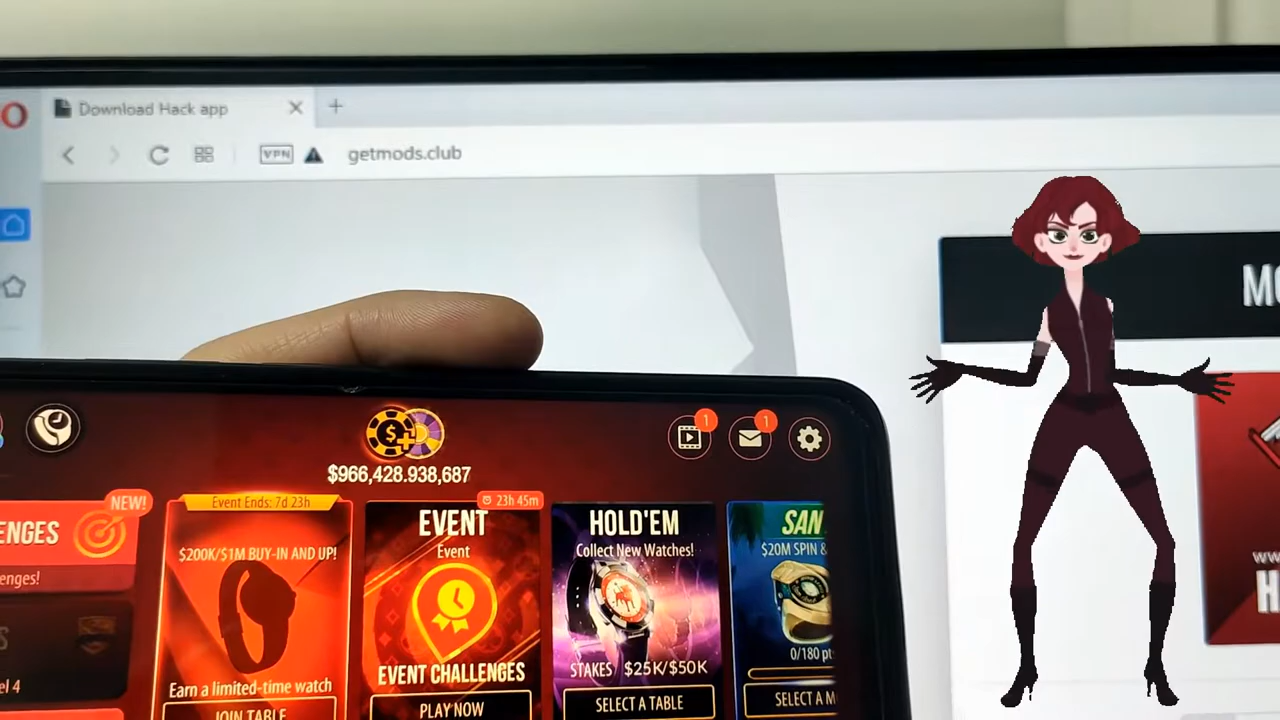 Download Hack app
VPN
getmods.club
MO
1
1
$966,428.938,687
NEW!
Event Ends: 7d 23h
23h 45m
ENGES
$200K/$1M BUY-IN AND UP!
EVENT
Event
HOLD'EM
Collect New Watches!
SAN
$20M SPIN &
enges!
WWW
H
0/180 pt
STAKES $25K/$50K
EVENT CHALLENGES
el 4
Earn a limited-time watch
JOIN TABLE
PLAY NOW
SELECT A TABLE
SELECT A M